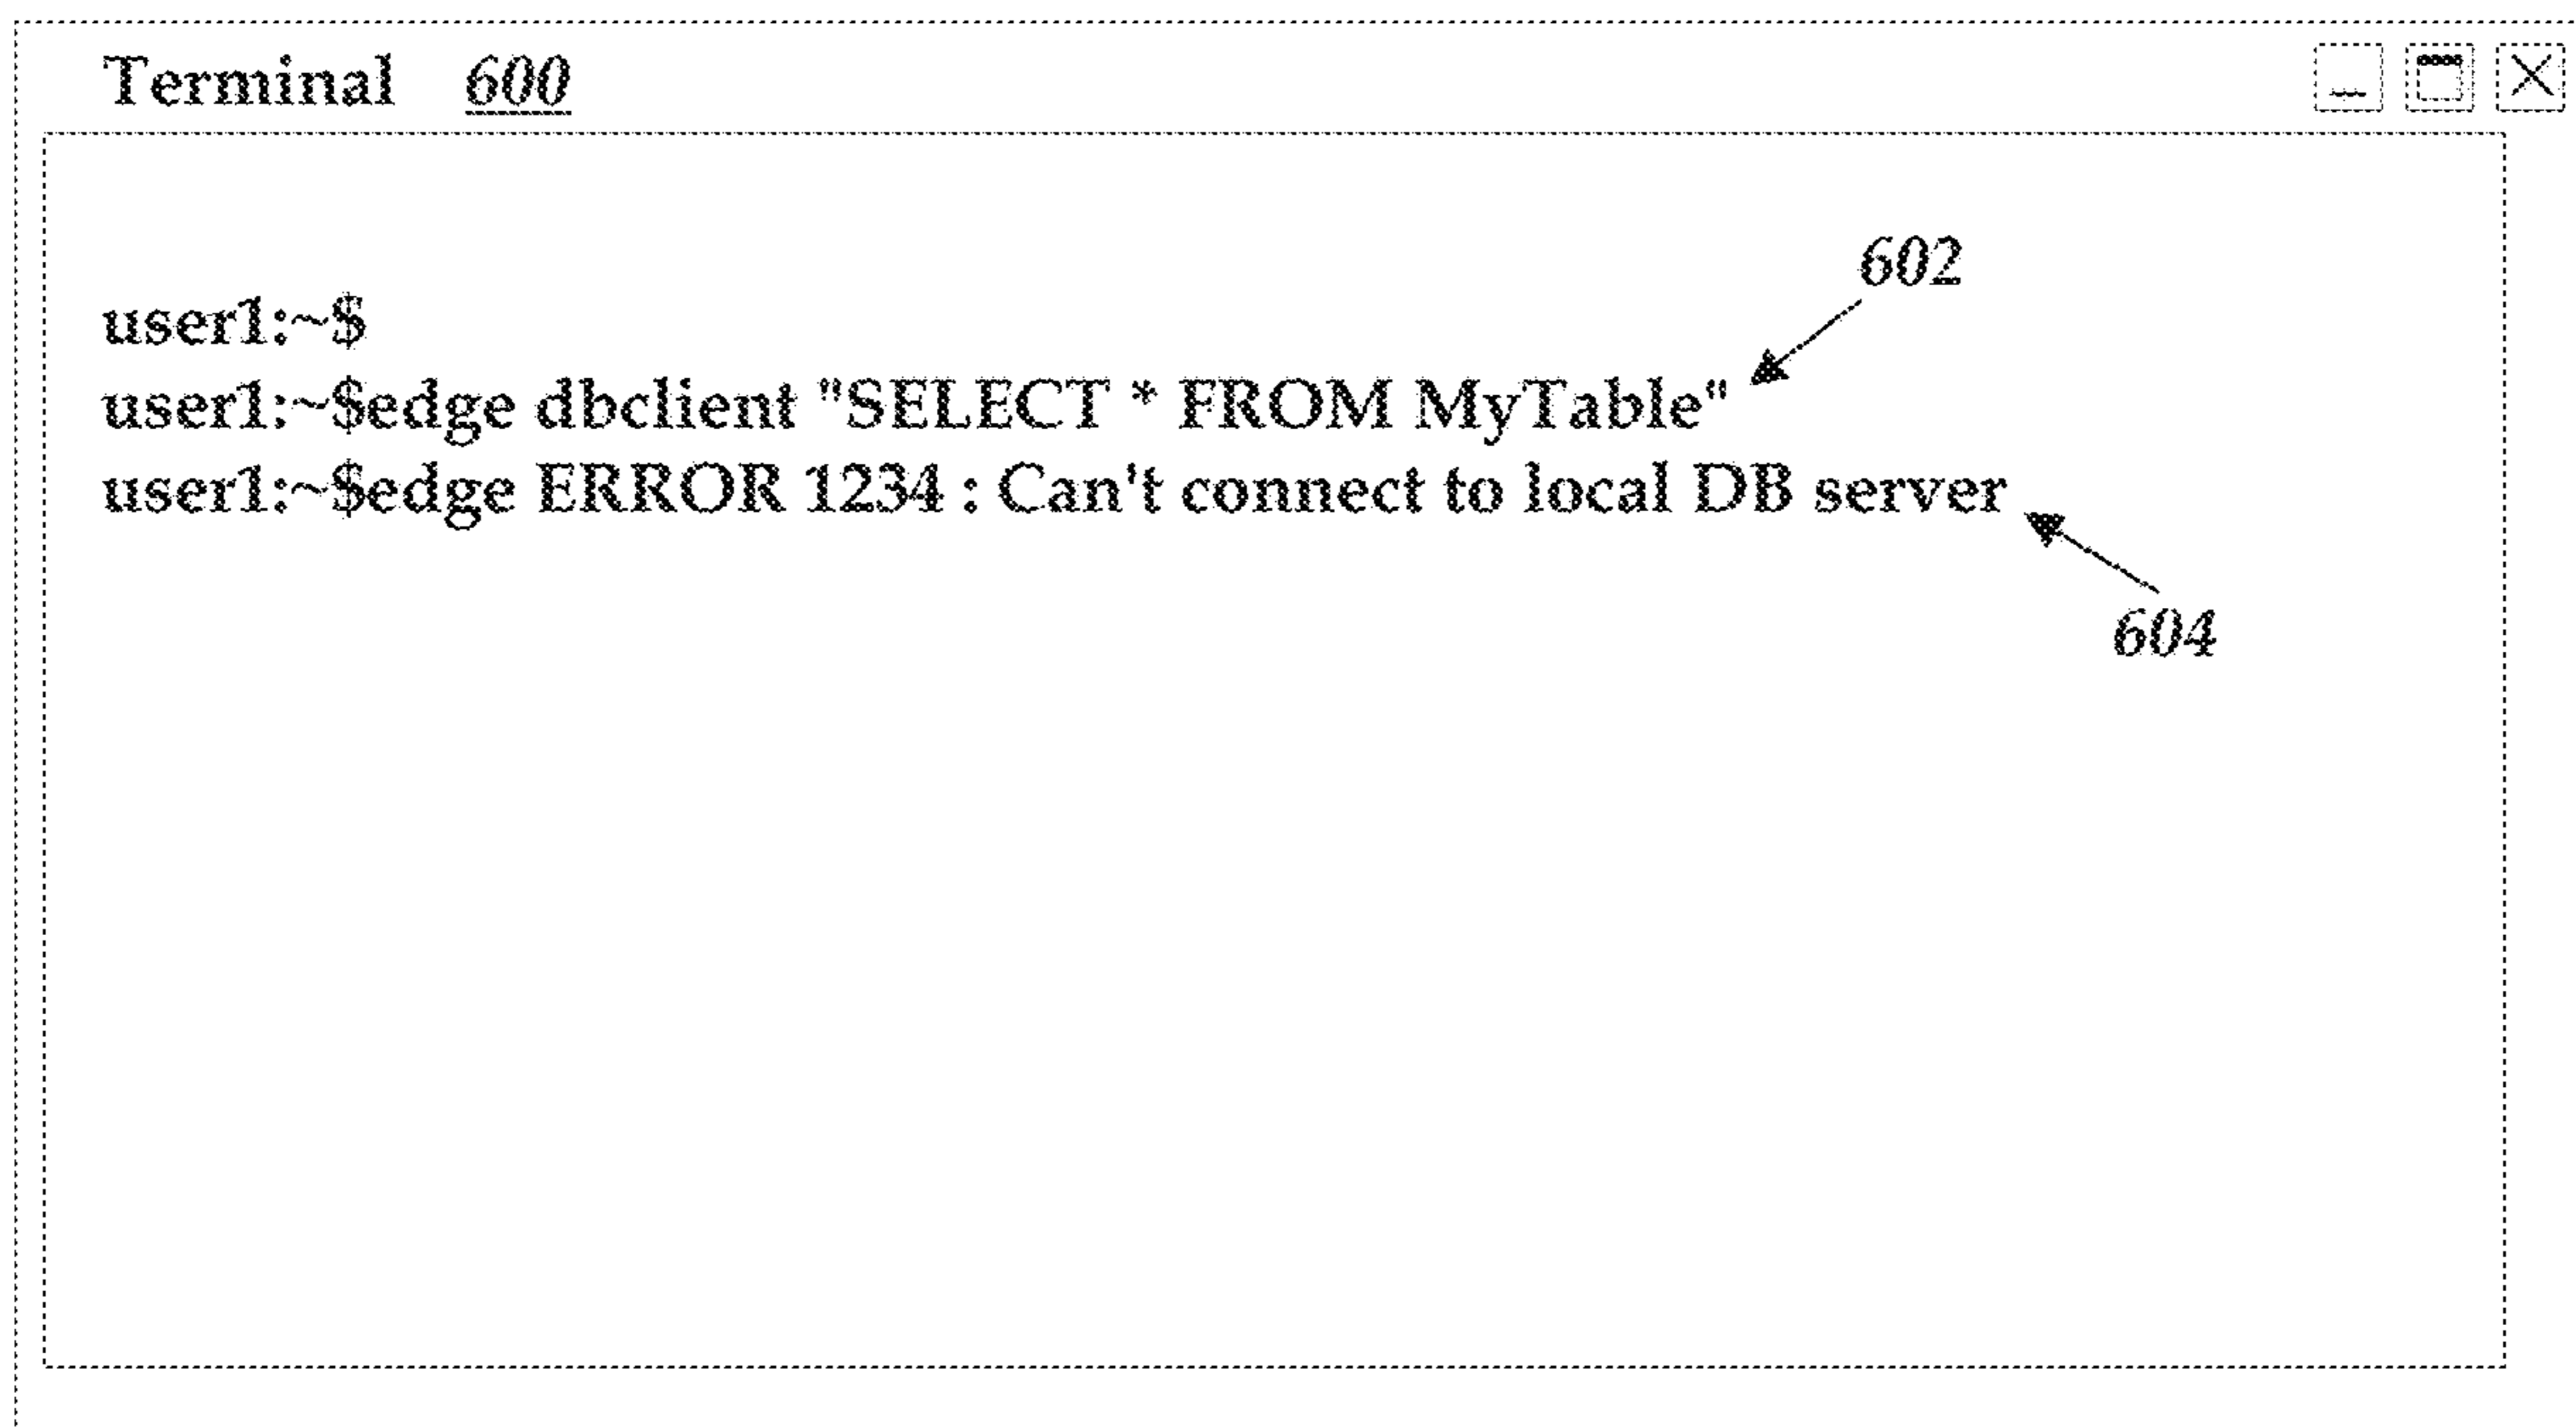 Terminal 600
602
user1:~$
user1:~$edge dbclient "SELECT * FROM MyTable"
user1:~$edge ERROR 1234 : Can't connect to local DB server
604